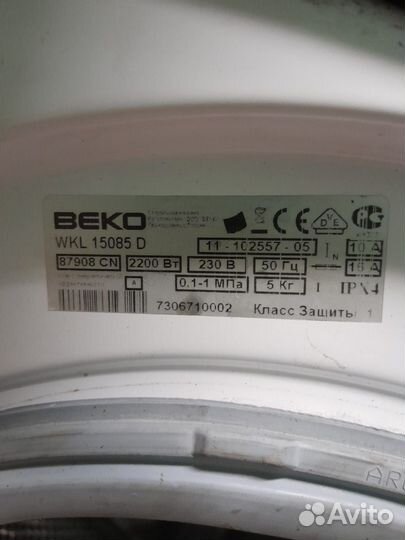 BEKO
WKL 15085 D
11 - 102557 - 05
I N
10 A
87908 CN
2200 Вт
230 В
50 Гц
16 A
A
0.1-1 МПа
5 Кг
IPX4
7306710002
Класс Защиты 1
Avito